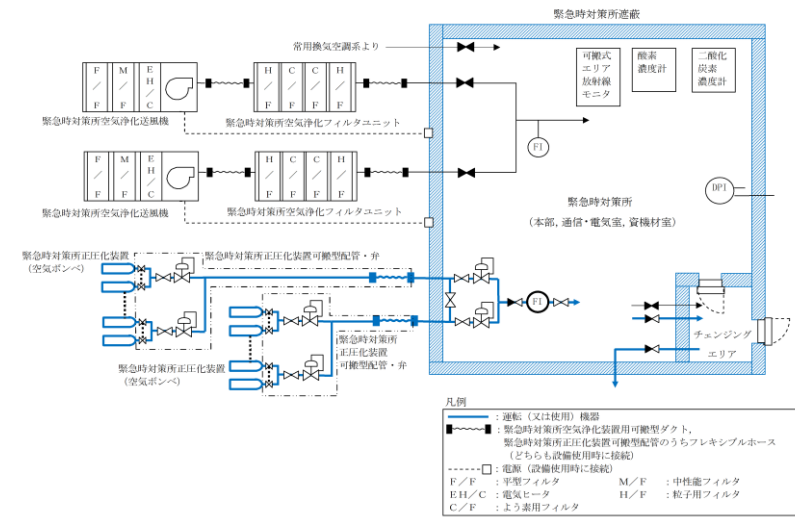 緊急時対策所遮蔽
常用換気空調系より
可搬式
エリア
放射線
モニタ
酸素
濃度計
二酸化
炭素
濃度計
F/F
M/F
EH/C
H/F
C/F
C/F
H/F
緊急時対策所空気浄化送風機
緊急時対策所空気浄化フィルタユニット
FI
F/F
M/F
EH/C
H/F
C/F
C/F
H/F
緊急時対策所空気浄化送風機
緊急時対策所空気浄化フィルタユニット
DPI
緊急時対策所
(本部,通信・電気室,資機材室)
緊急時対策所正圧化装置
(空気ボンベ)
緊急時対策所正圧化装置可搬型配管・弁
FI
緊急時対策所
正圧化装置
可搬型配管・弁
緊急時対策所正圧化装置
(空気ボンベ)
チェンジング
エリア
凡例
:運転(又は使用)機器
:緊急時対策所空気浄化装置用可搬型ダクト,
緊急時対策所正圧化装置可搬型配管のうちフレキシブルホース
(どちらも設備使用時に接続)
:電源(設備使用時に接続)
F/F :平型フィルタ M/F :中性能フィルタ
EH/C :電気ヒータ H/F :粒子用フィルタ
C/F :よう素用フィルタ